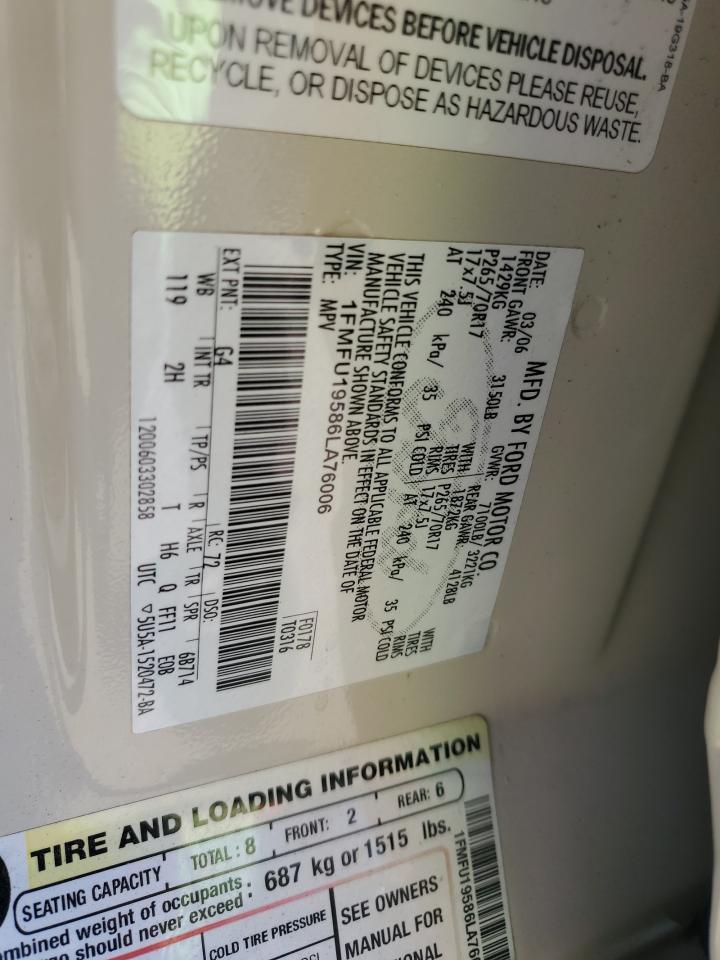 REMOVE DEVICES BEFORE VEHICLE DISPOSAL.
UPON REMOVAL OF DEVICES PLEASE REUSE,
RECYCLE, OR DISPOSE AS HAZARDOUS WASTE.
MFD. BY FORD MOTOR CO
DATE: 03/06 GVWR: 7100LB/ 3221KG
FRONT GAWR: 3150LB REAR GAWR: 4128LB
1429KG WITH 1872KG WITH
P265/70R17 TIRES P265/70R17 TIRES
17x7.5J RIMS 17x7.5J RIMS
AT 240 kPa/ 35 PSI COLD AT 240 kPa/ 35 PSI COLD
THIS VEHICLE CONFORMS TO ALL APPLICABLE FEDERAL MOTOR
VEHICLE SAFETY STANDARDS IN EFFECT ON THE DATE OF
MANUFACTURE SHOWN ABOVE.
VIN: 1FMFU19586LA76006
TYPE: MPV
F017B
T0316
EXT PNT: G4 RC: 72 DSO:
WB INT TR TP/PS R AXLE TR SPR 6B714
119 2H T H6 Q FF11 E0B
1200603302858 UTC 5U5A-1520472-BA
TIRE AND LOADING INFORMATION
SEATING CAPACITY TOTAL: 8 FRONT: 2 REAR: 6
combined weight of occupants
should never exceed: 687 kg or 1515 lbs.
COLD TIRE PRESSURE
SEE OWNERS
MANUAL FOR
1FMFU19586LA76